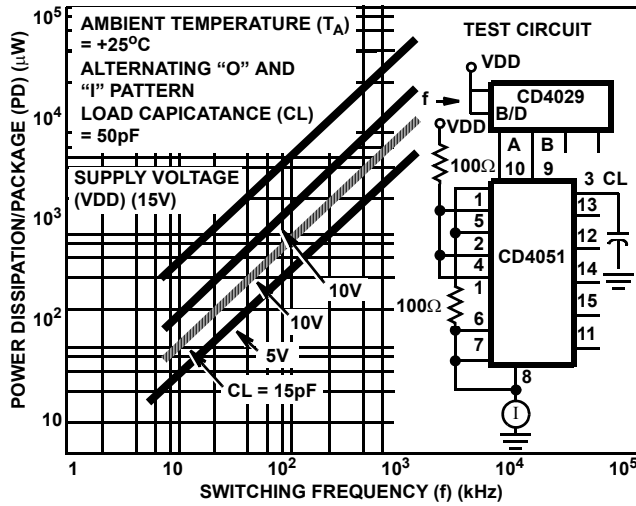 POWER DISSIPATION/PACKAGE (PD) (µW)
10⁵
10⁴
10³
10²
10
AMBIENT TEMPERATURE (T_A)
= +25°C
ALTERNATING “O” AND
“I” PATTERN
LOAD CAPICATANCE (CL)
= 50pF
SUPPLY VOLTAGE
(VDD) (15V)
10V
10V
5V
CL = 15pF
1
10
10²
10³
10⁴
10⁵
SWITCHING FREQUENCY (f) (kHz)
TEST CIRCUIT
VDD
f
CD4029
B/D
VDD
A B
10 9
100Ω
3 CL
1
5
2
4
1
6
7
CD4051
13
12
14
15
11
100Ω
8
I